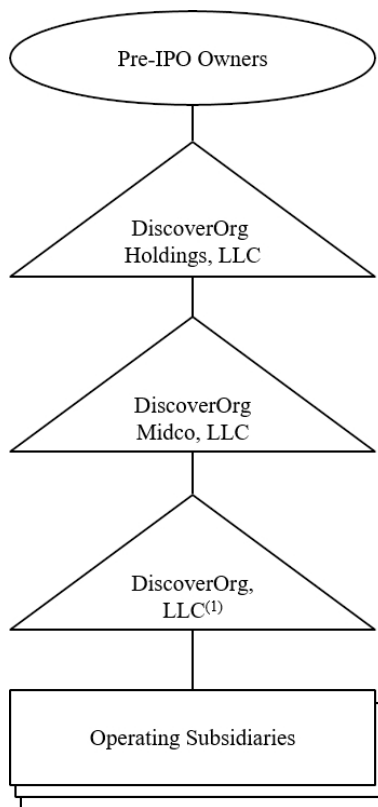 Pre-IPO Owners
DiscoverOrg
Holdings, LLC
DiscoverOrg
Midco, LLC
DiscoverOrg,
LLC(1)
Operating Subsidiaries